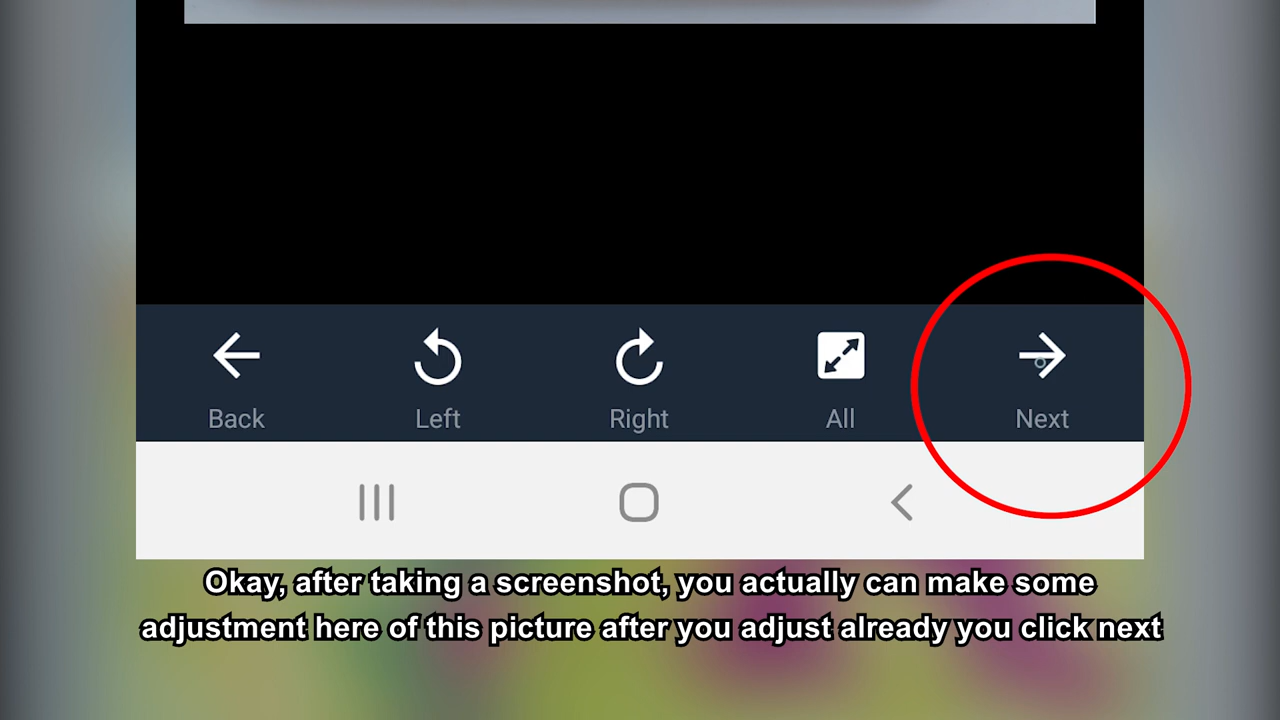 Back Left Right All Next
Okay, after taking a screenshot, you actually can make some
adjustment here of this picture after you adjust already you click next